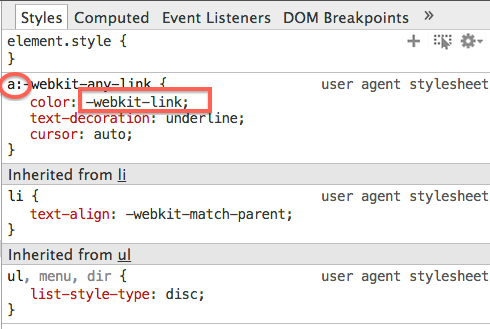 Styles Computed Event Listeners DOM Breakpoints »
element.style {
}
a:-webkit-any-link { user agent stylesheet
color: -webkit-link;
text-decoration: underline;
cursor: auto;
}
Inherited from li
li { user agent stylesheet
text-align: -webkit-match-parent;
}
Inherited from ul
ul, menu, dir { user agent stylesheet
list-style-type: disc;
}